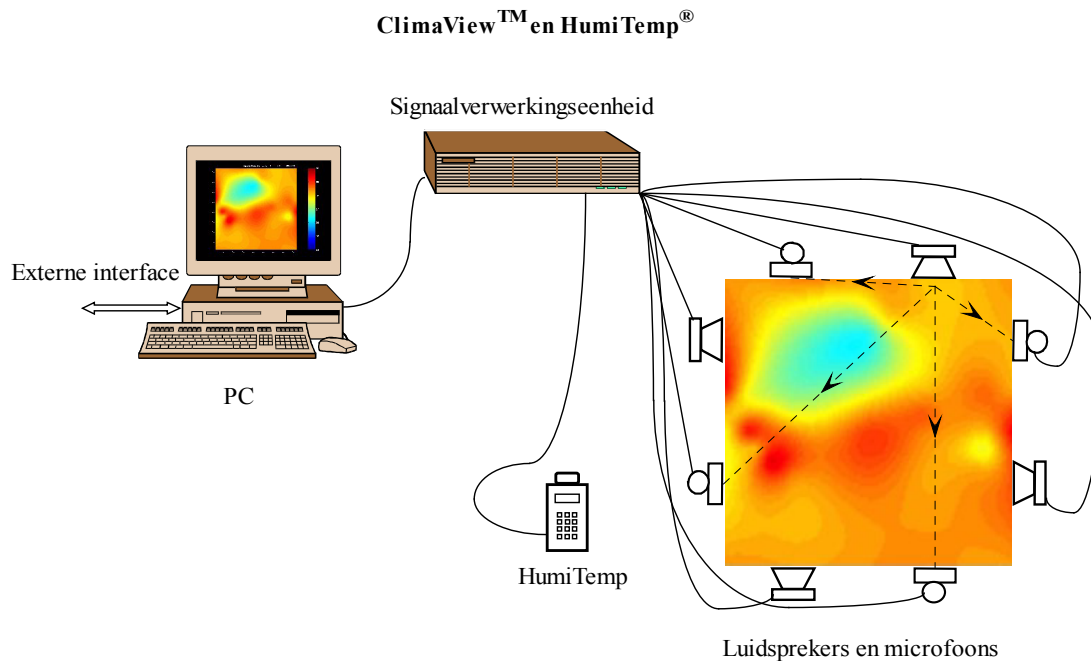 ClimaView™ en HumiTemp®
Signaalverwerkingseenheid
Externe interface
PC
HumiTemp
Luidsprekers en microfoons